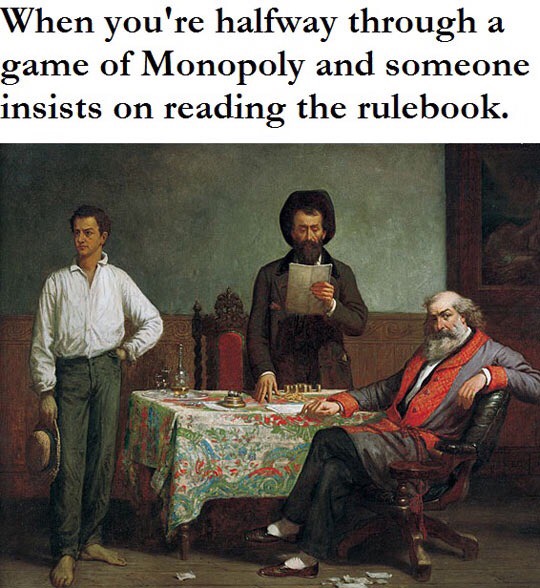 When you're halfway through a
game of Monopoly and someone
insists on reading the rulebook.